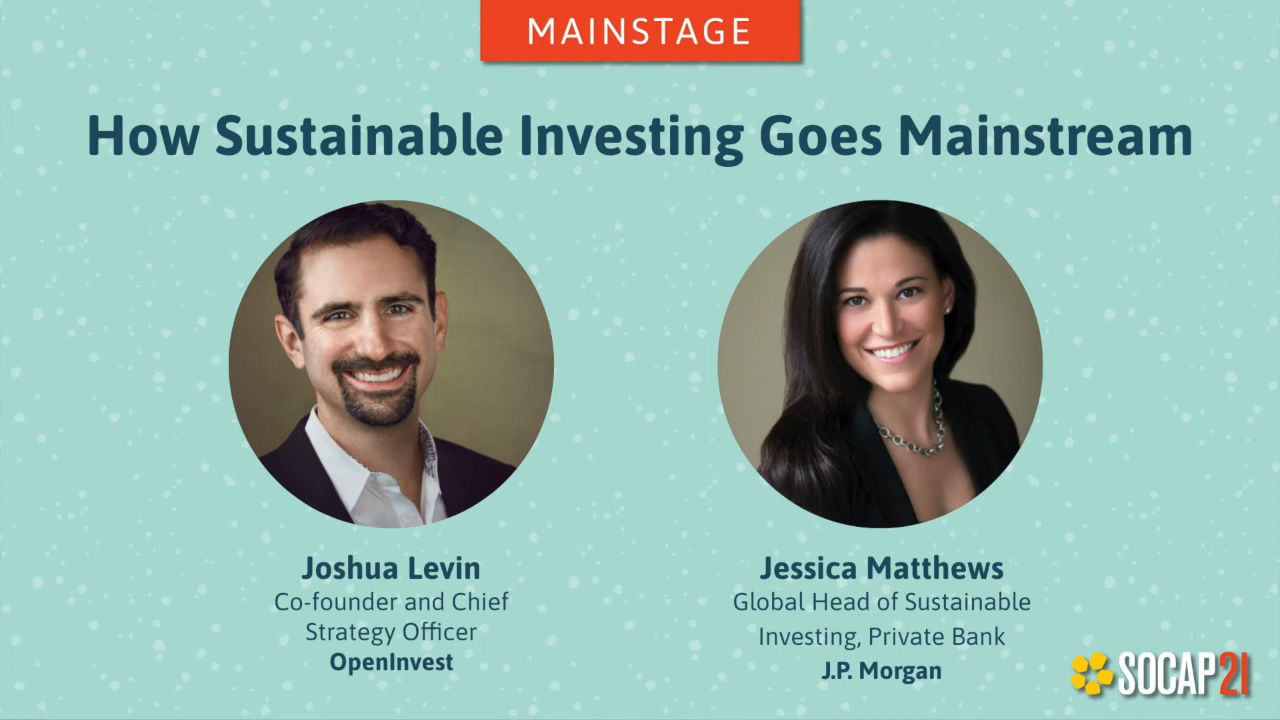 MAINSTAGE
How Sustainable Investing Goes Mainstream
Joshua Levin
Co-founder and Chief
Strategy Officer
OpenInvest
Jessica Matthews
Global Head of Sustainable
Investing, Private Bank
J.P. Morgan
SOCAP21